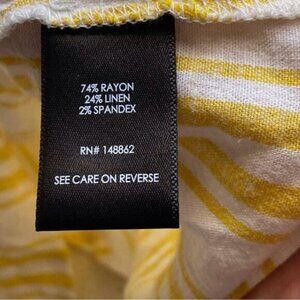 74% RAYON
24% LINEN
2% SPANDEX
RN# 148862
SEE CARE ON REVERSE